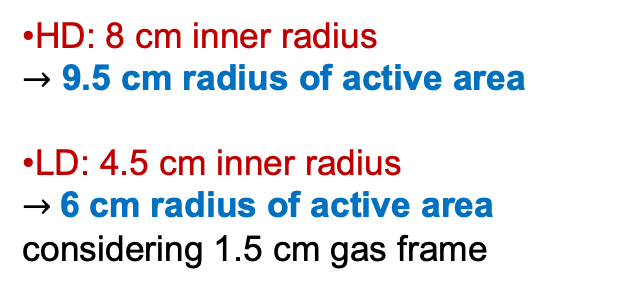 •HD: 8 cm inner radius
→ 9.5 cm radius of active area
•LD: 4.5 cm inner radius
→ 6 cm radius of active area
considering 1.5 cm gas frame